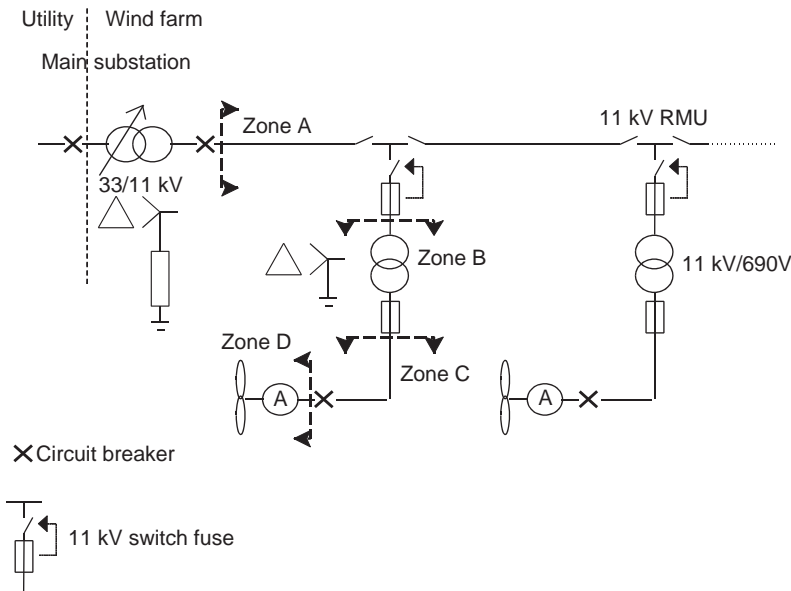 Utility
Wind farm
Main substation
Zone A
11 kV RMU
33/11 kV
Zone B
11 kV/690V
Zone D
Zone C
A
A
Circuit breaker
11 kV switch fuse